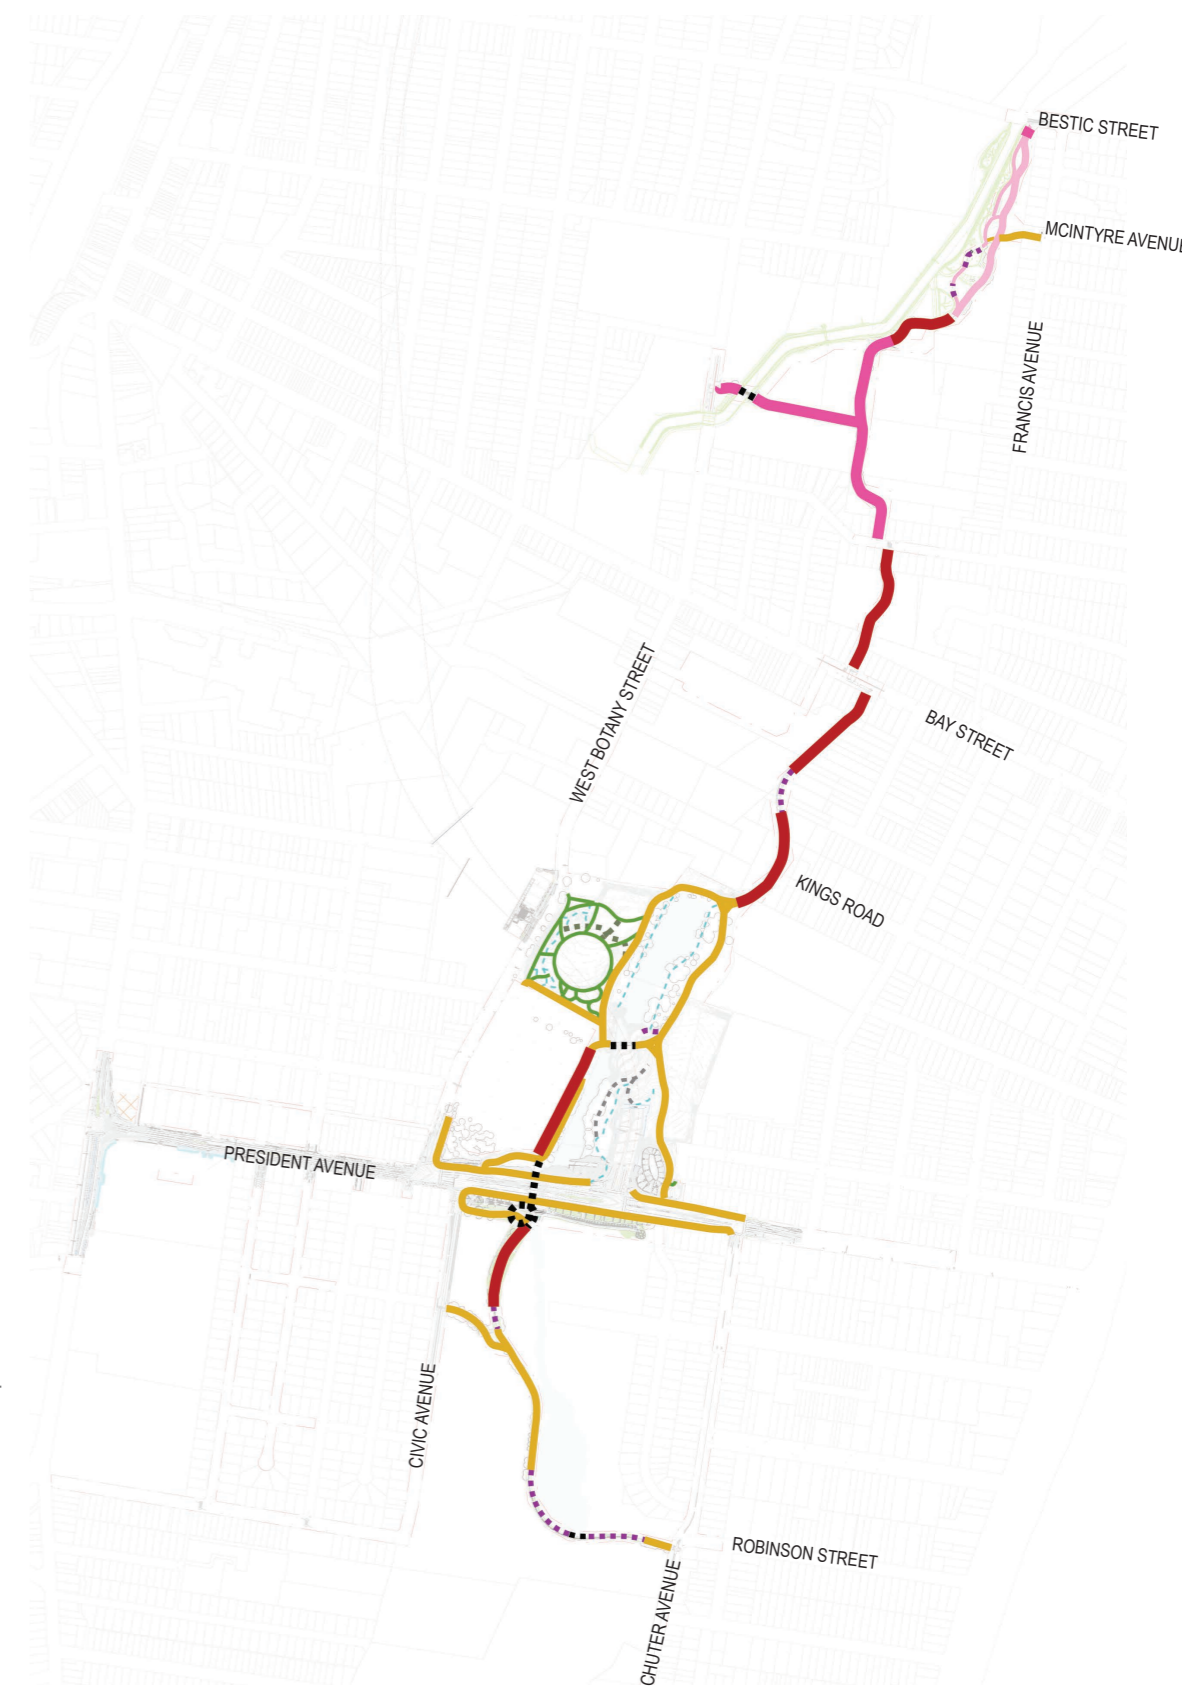 BESTIC STREET
MCINTYRE AVENUE
FRANCIS AVENUE
WEST BOTANY STREET
BAY STREET
KINGS ROAD
PRESIDENT AVENUE
CIVIC AVENUE
ROBINSON STREET
CHUTER AVENUE